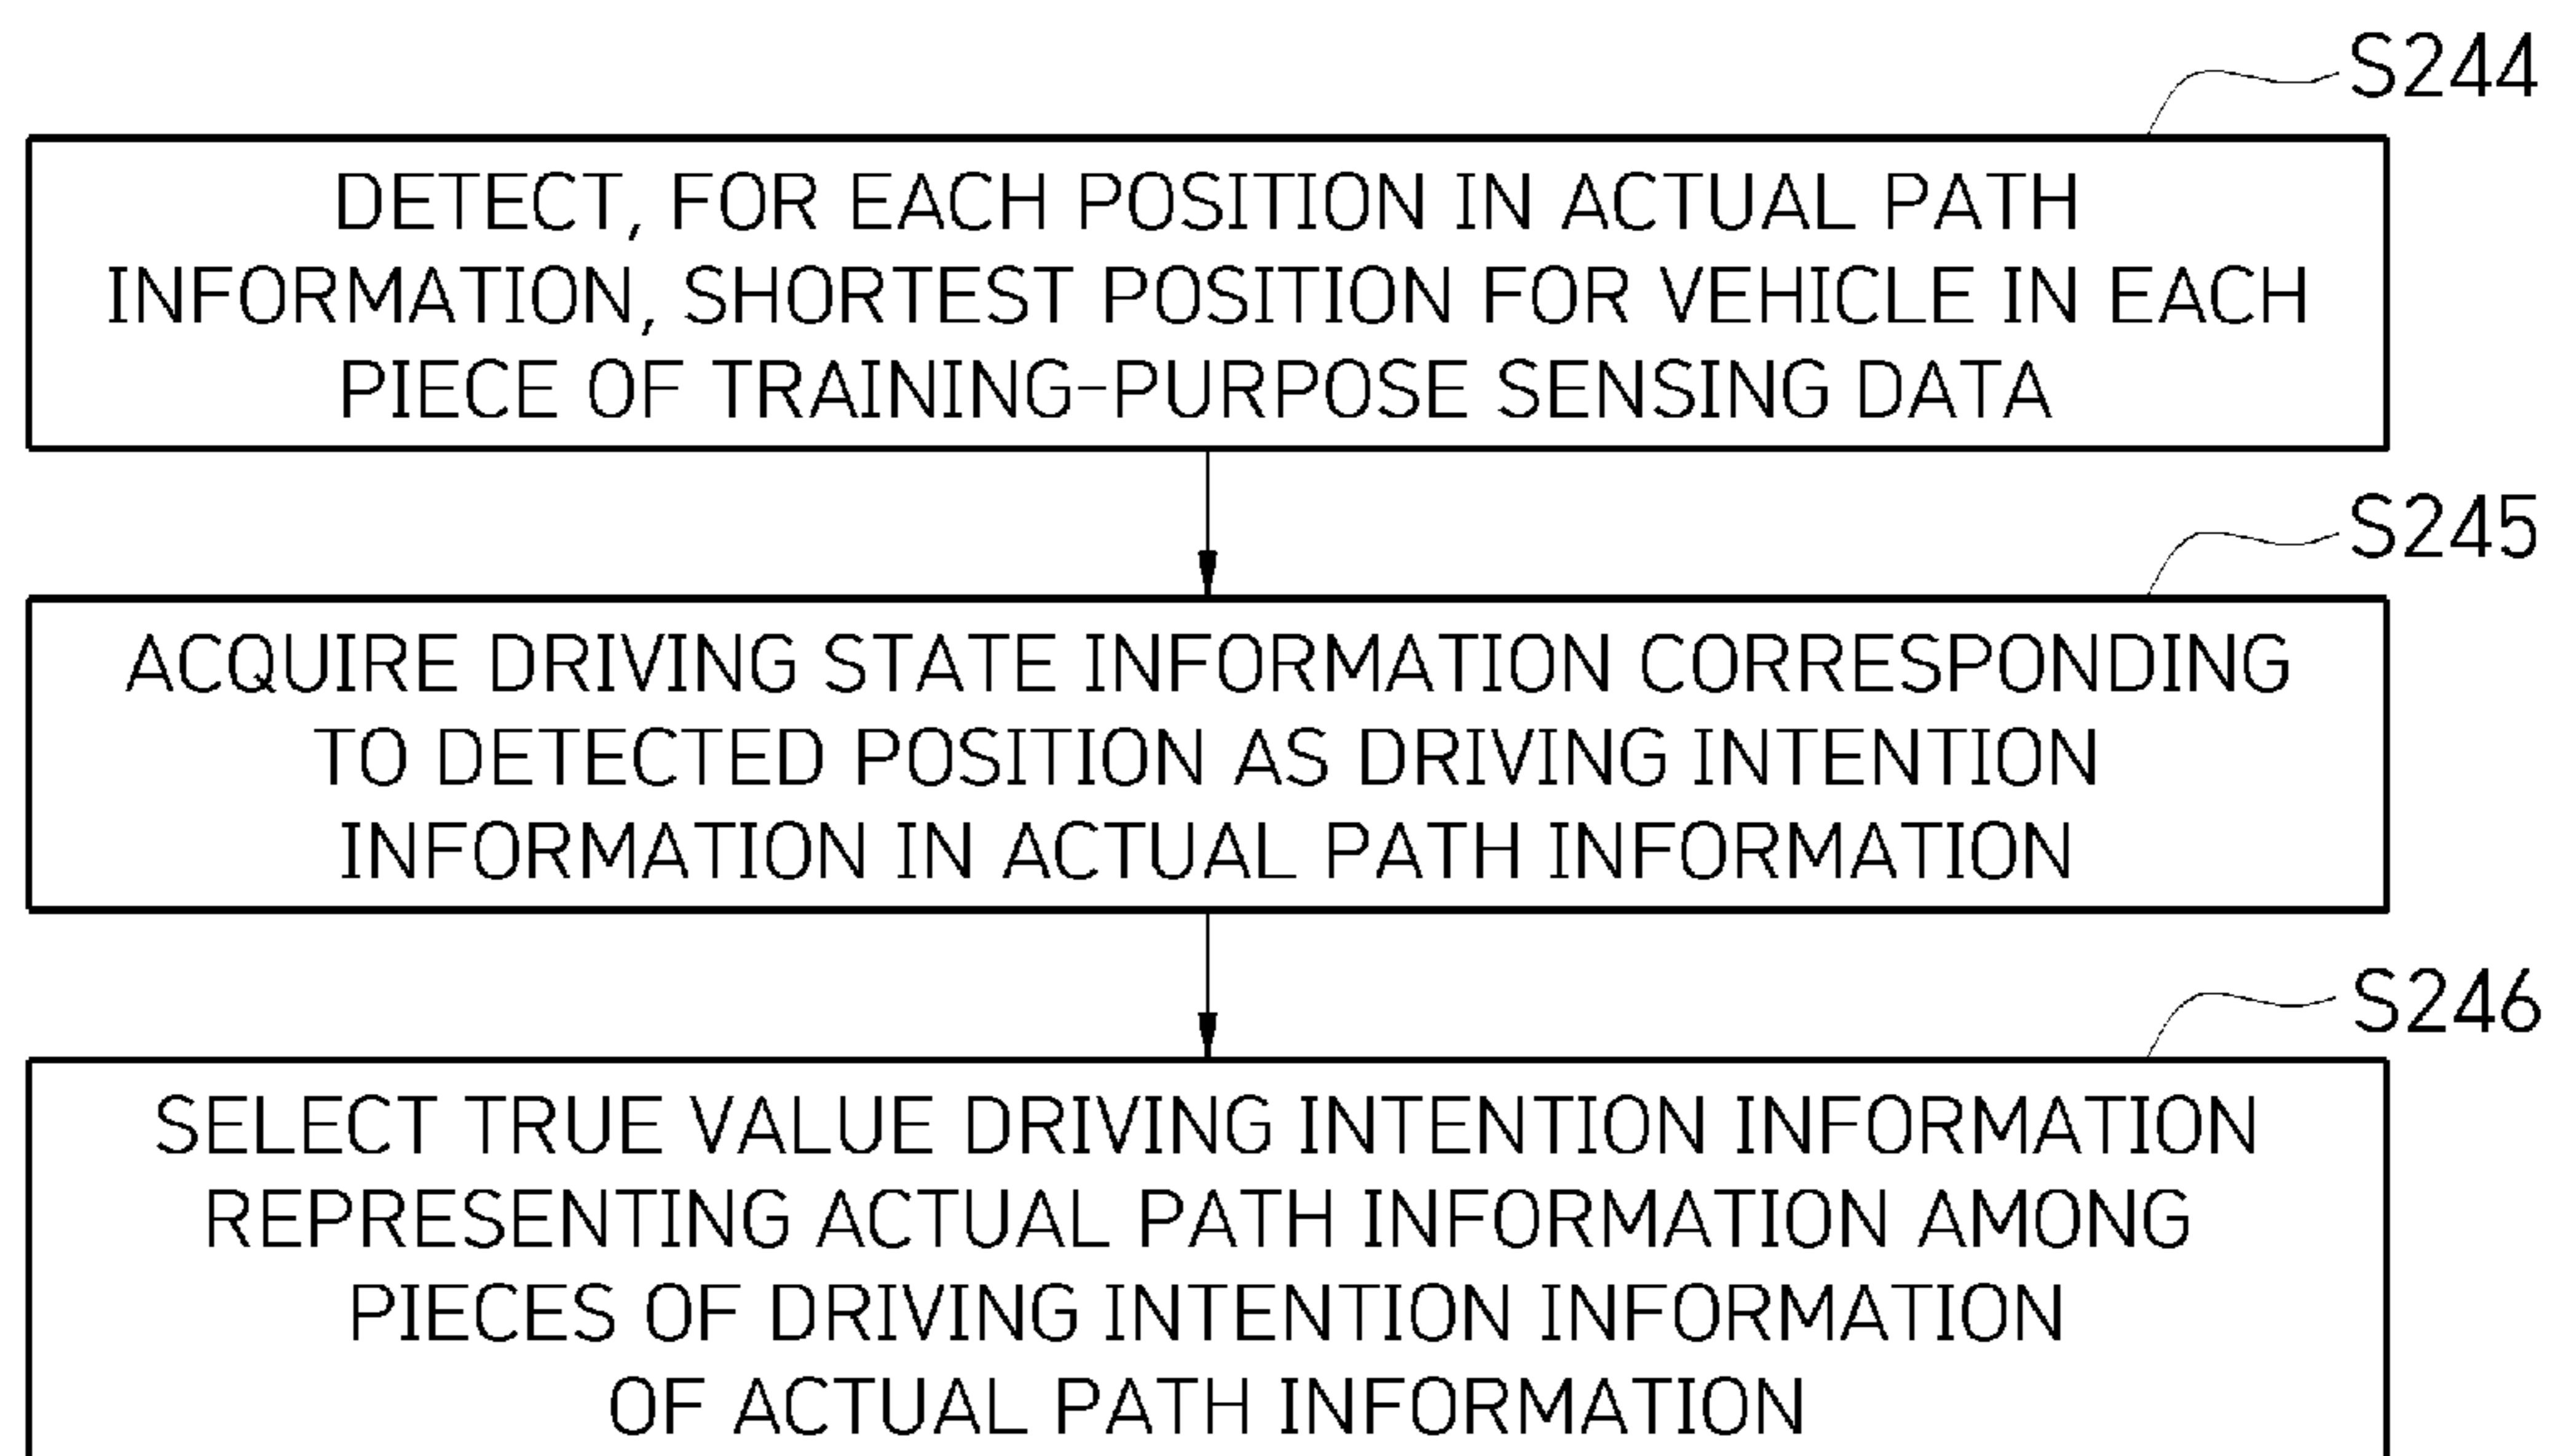 S244
DETECT, FOR EACH POSITION IN ACTUAL PATH
INFORMATION, SHORTEST POSITION FOR VEHICLE IN EACH
PIECE OF TRAINING-PURPOSE SENSING DATA
S245
ACQUIRE DRIVING STATE INFORMATION CORRESPONDING
TO DETECTED POSITION AS DRIVING INTENTION
INFORMATION IN ACTUAL PATH INFORMATION
S246
SELECT TRUE VALUE DRIVING INTENTION INFORMATION
REPRESENTING ACTUAL PATH INFORMATION AMONG
PIECES OF DRIVING INTENTION INFORMATION
OF ACTUAL PATH INFORMATION